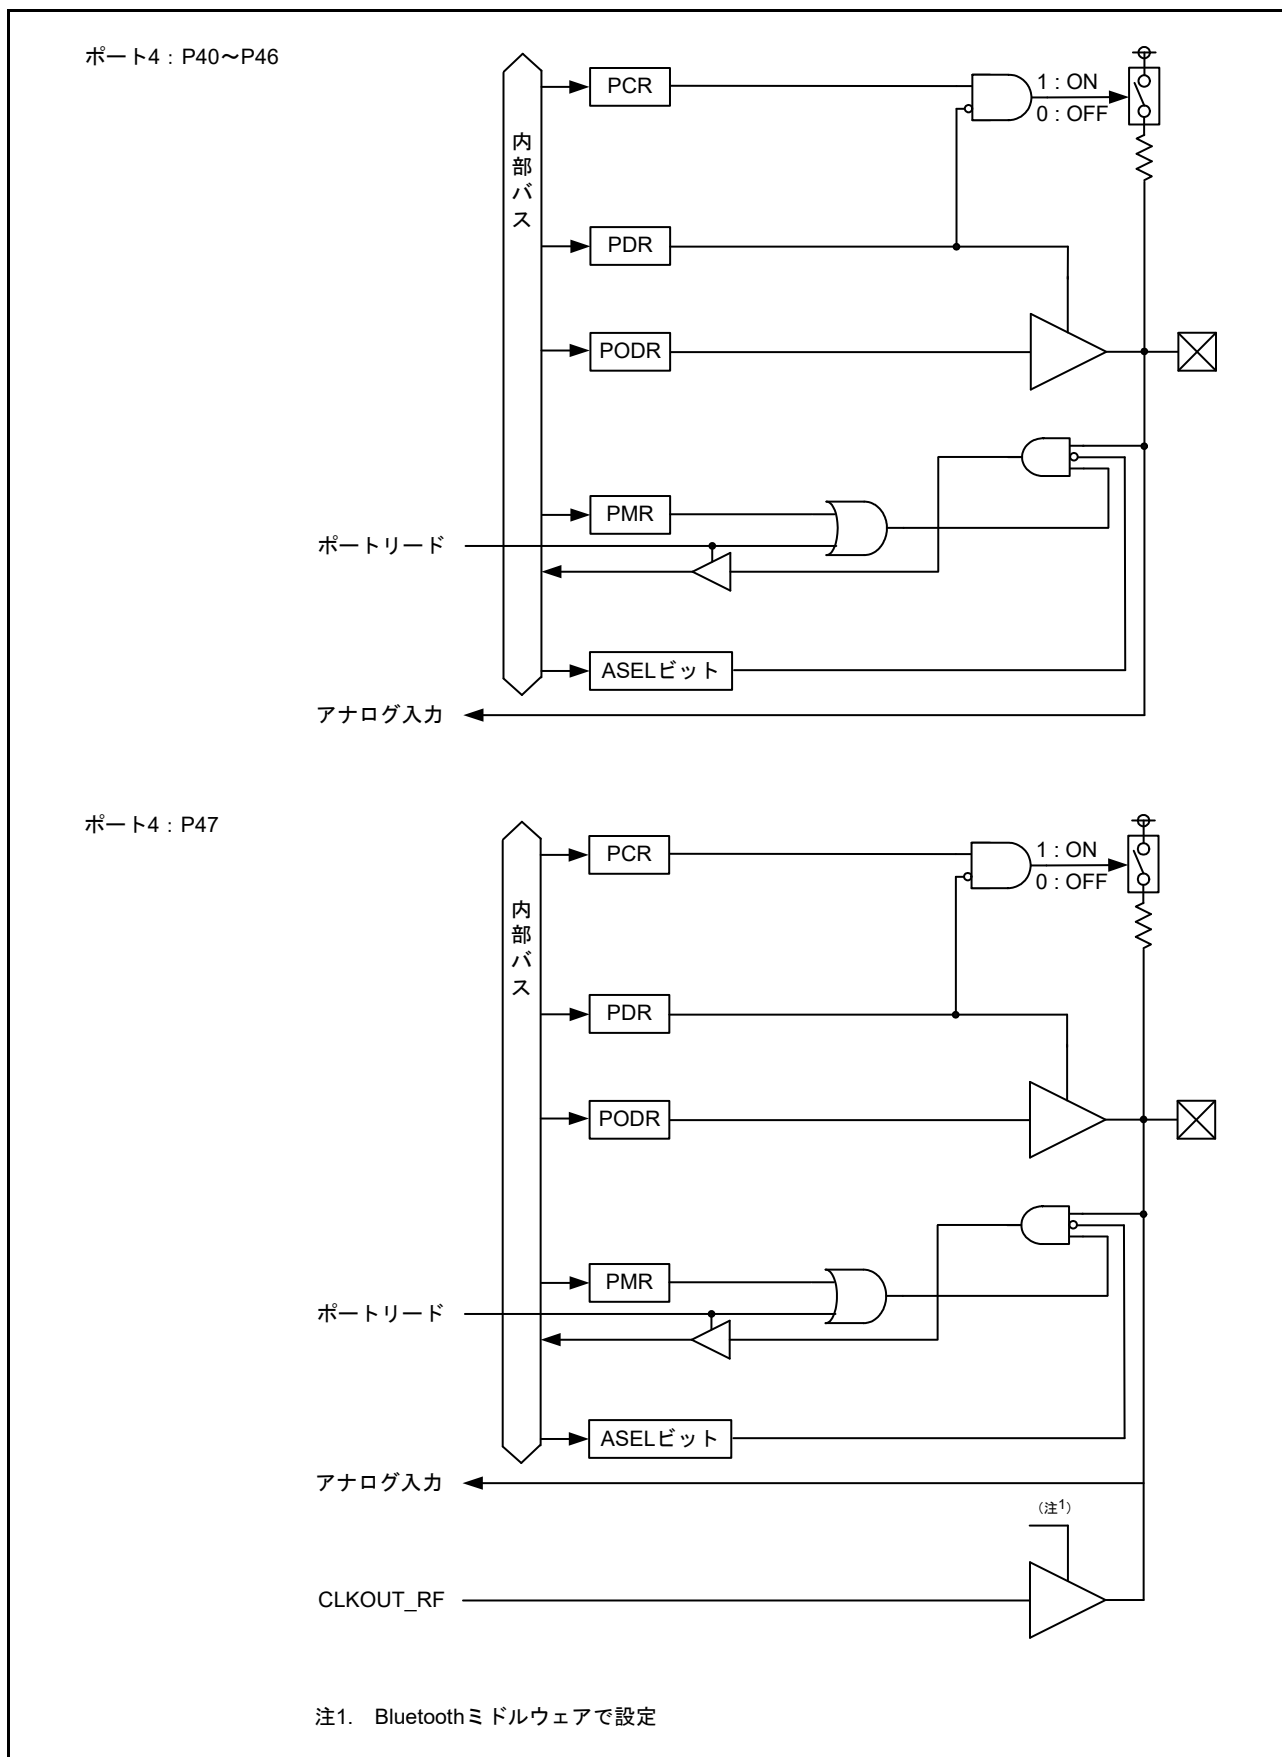 ポート4：P40～P46
PCR
1 : ON
0 : OFF
内部バス
PDR
PODR
PMR
ポートリード
ASELビット
アナログ入力
ポート4：P47
PCR
1 : ON
0 : OFF
内部バス
PDR
PODR
PMR
ポートリード
ASELビット
アナログ入力
（注1）
CLKOUT_RF
注1. Bluetoothミドルウェアで設定